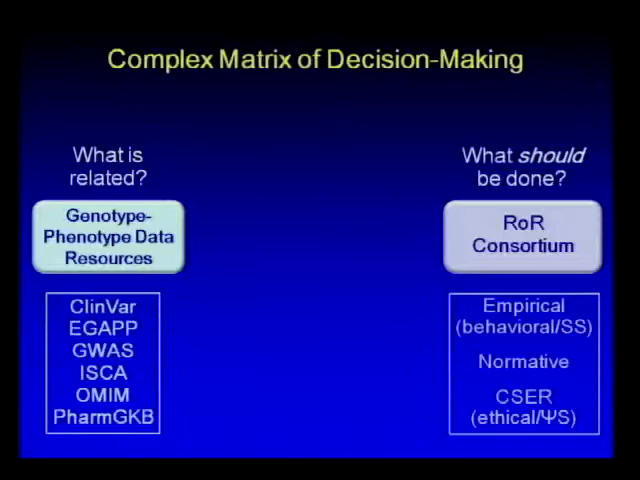 Complex Matrix of Decision-Making
What is
related?
Genotype-
Phenotype Data
Resources
ClinVar
EGAPP
GWAS
ISCA
OMIM
PharmGKB
What should
be done?
RoR
Consortium
Empirical
(behavioral/SS)
Normative
CSER
(ethical/ΨS)